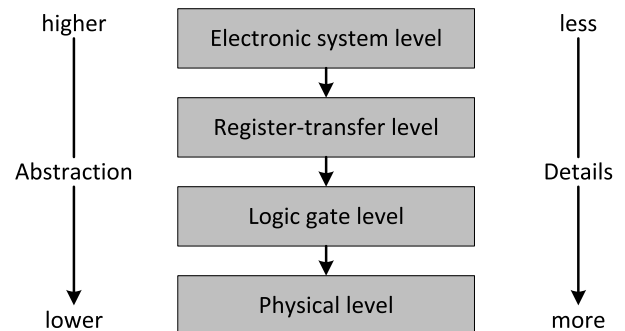 higher
Electronic system level
less
Register-transfer level
Abstraction
Details
Logic gate level
lower
Physical level
more